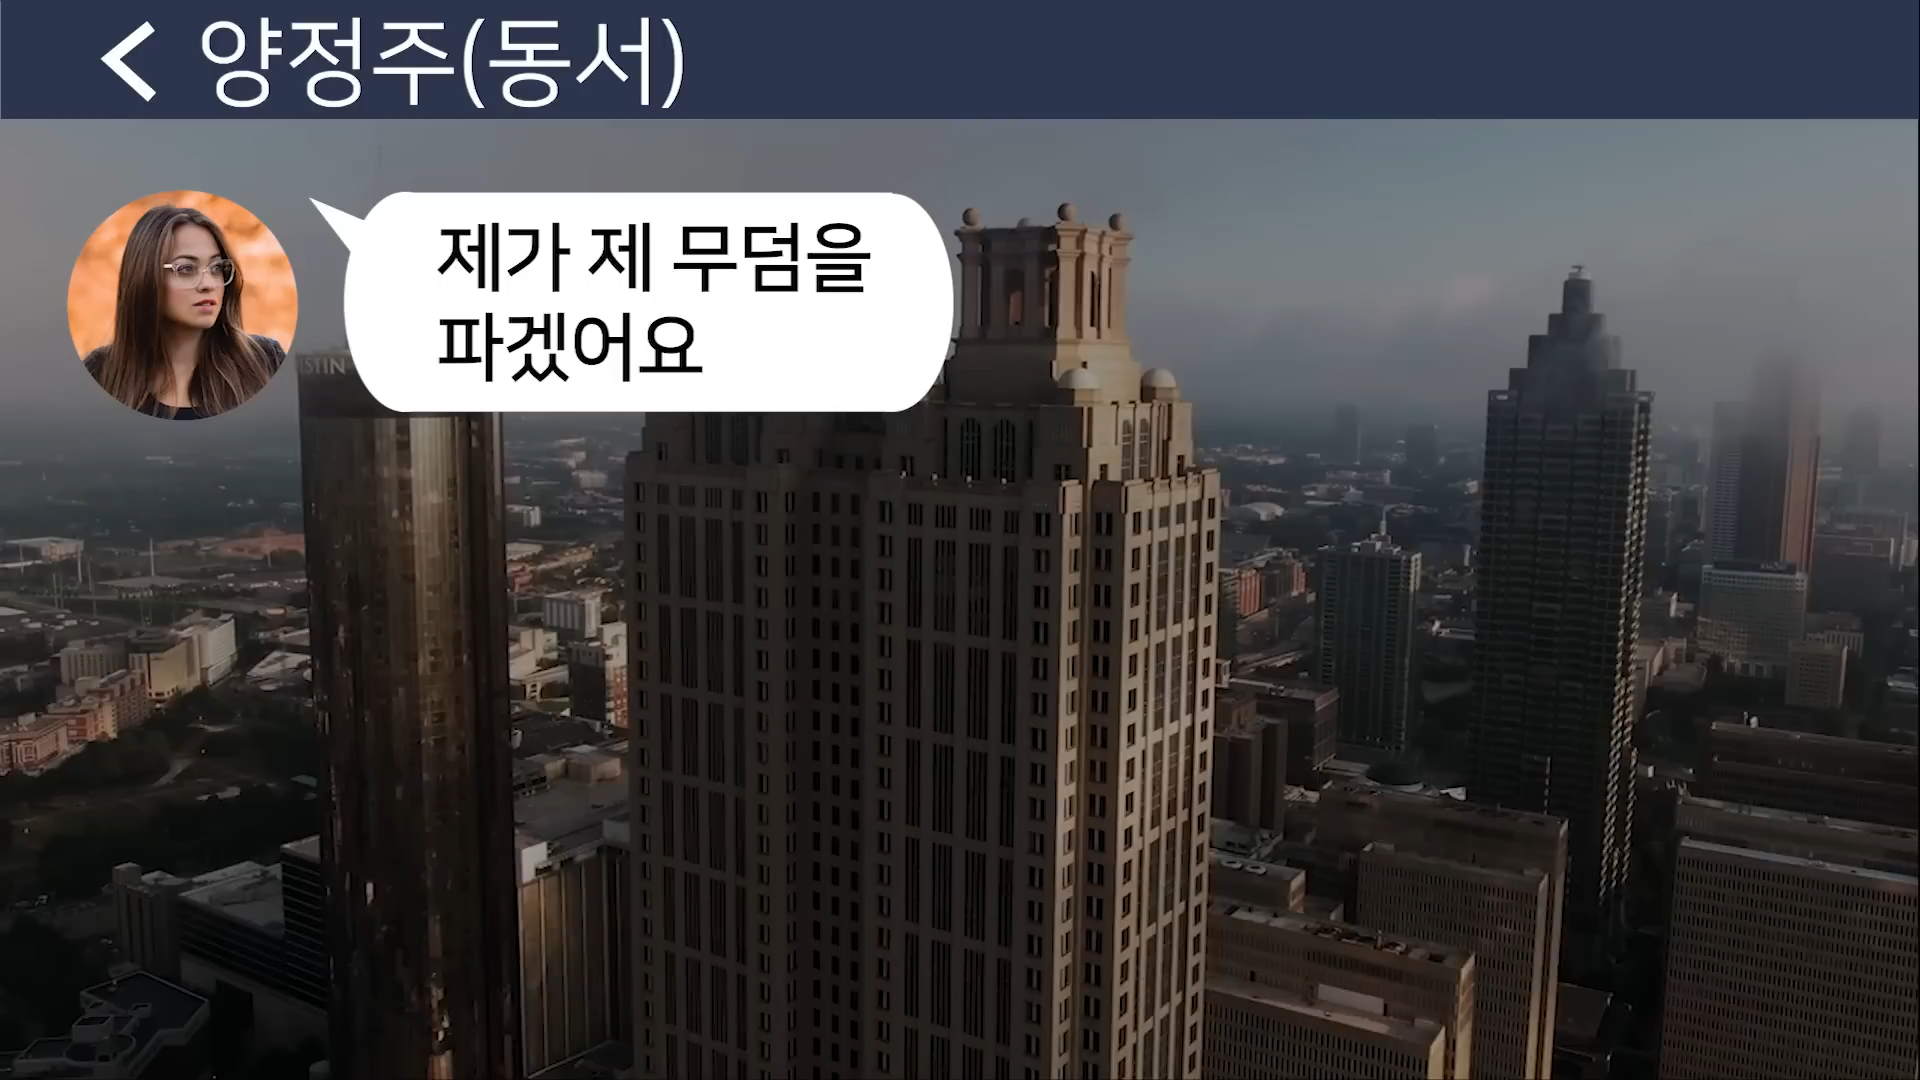 양정주(동서)
제가 제 무덤을
파겠어요